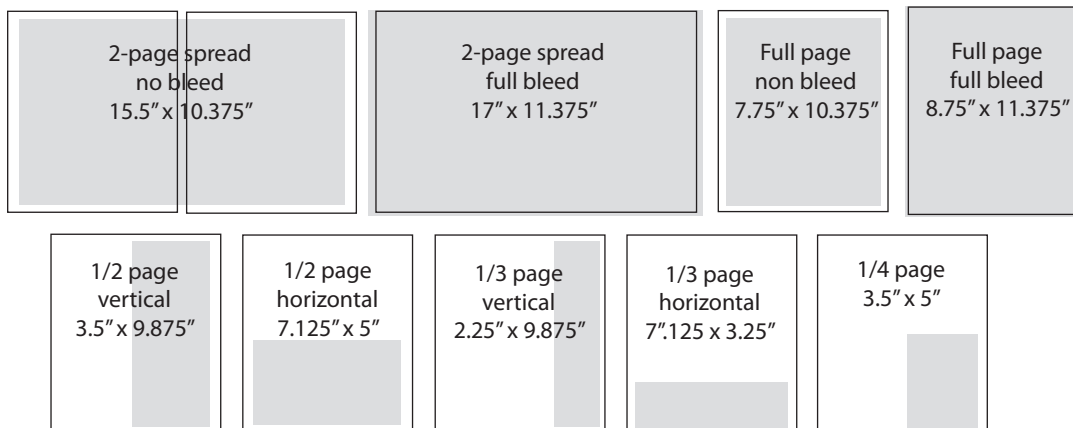 2-page spread
no bleed
15.5” x 10.375”
2-page spread
full bleed
17” x 11.375”
Full page
non bleed
7.75” x 10.375”
Full page
full bleed
8.75” x 11.375”
1/2 page
vertical
3.5” x 9.875”
1/2 page
horizontal
7.125” x 5”
1/3 page
vertical
2.25” x 9.875”
1/3 page
horizontal
7”.125 x 3.25”
1/4 page
3.5” x 5”